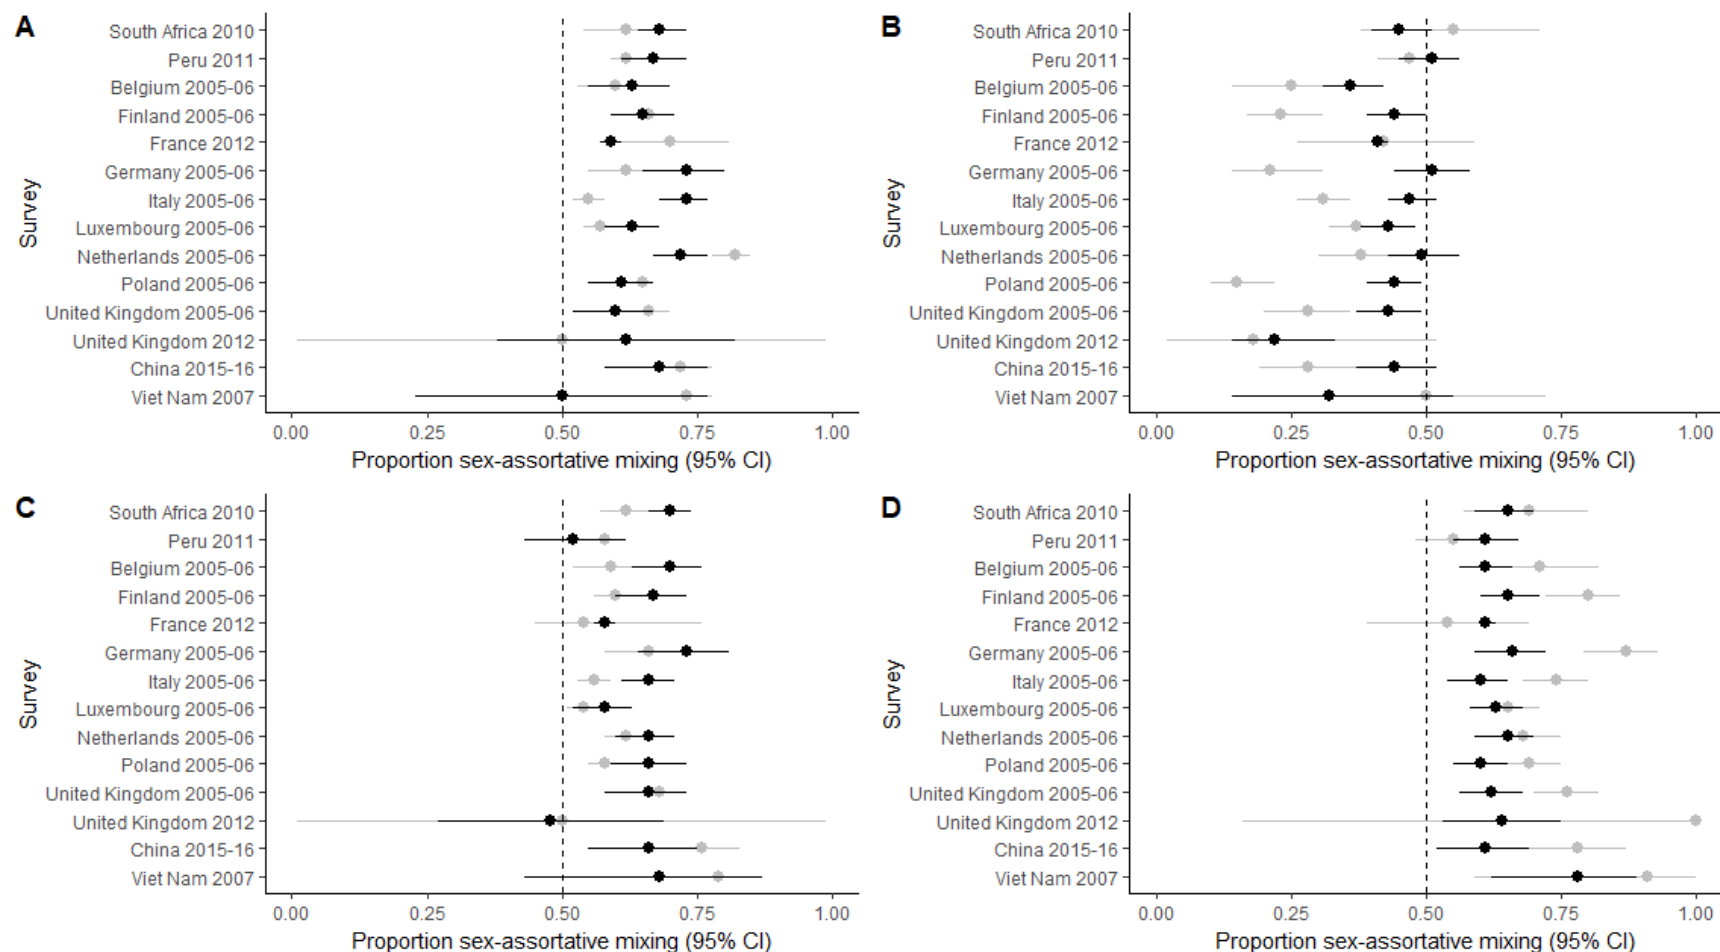 A
Survey
South Africa 2010
Peru 2011
Belgium 2005-06
Finland 2005-06
France 2012
Germany 2005-06
Italy 2005-06
Luxembourg 2005-06
Netherlands 2005-06
Poland 2005-06
United Kingdom 2005-06
United Kingdom 2012
China 2015-16
Viet Nam 2007
0.00 0.25 0.50 0.75 1.00
Proportion sex-assortative mixing (95% CI)
B
Survey
South Africa 2010
Peru 2011
Belgium 2005-06
Finland 2005-06
France 2012
Germany 2005-06
Italy 2005-06
Luxembourg 2005-06
Netherlands 2005-06
Poland 2005-06
United Kingdom 2005-06
United Kingdom 2012
China 2015-16
Viet Nam 2007
0.00 0.25 0.50 0.75 1.00
Proportion sex-assortative mixing (95% CI)
C
Survey
South Africa 2010
Peru 2011
Belgium 2005-06
Finland 2005-06
France 2012
Germany 2005-06
Italy 2005-06
Luxembourg 2005-06
Netherlands 2005-06
Poland 2005-06
United Kingdom 2005-06
United Kingdom 2012
China 2015-16
Viet Nam 2007
0.00 0.25 0.50 0.75 1.00
Proportion sex-assortative mixing (95% CI)
D
Survey
South Africa 2010
Peru 2011
Belgium 2005-06
Finland 2005-06
France 2012
Germany 2005-06
Italy 2005-06
Luxembourg 2005-06
Netherlands 2005-06
Poland 2005-06
United Kingdom 2005-06
United Kingdom 2012
China 2015-16
Viet Nam 2007
0.00 0.25 0.50 0.75 1.00
Proportion sex-assortative mixing (95% CI)